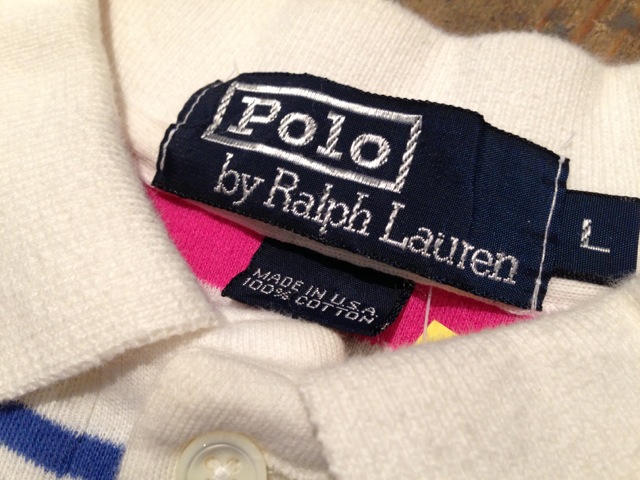 Polo
by Ralph Lauren
L
MADE IN U.S.A.
100% COTTON